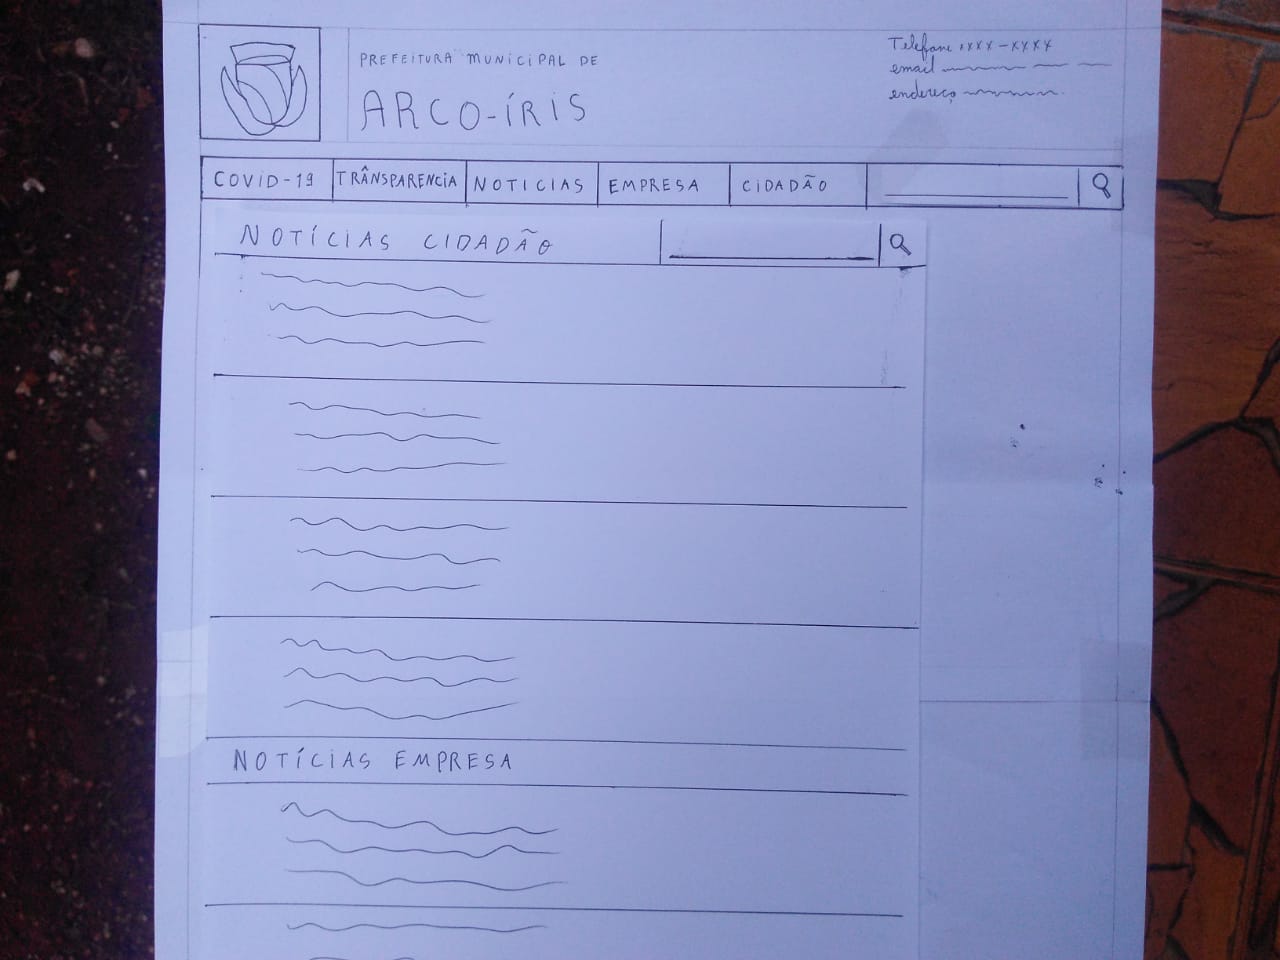 PREFEITURA MUNICIPAL DE
ARCO-ÍRIS
Telefone xxxx-xxxx
email
endereço
COVID-19 TRÂNSPARENCIA NOTICIAS EMPRESA CIDADÃO
NOTÍCIAS CIDADÃO
NOTÍCIAS EMPRESA